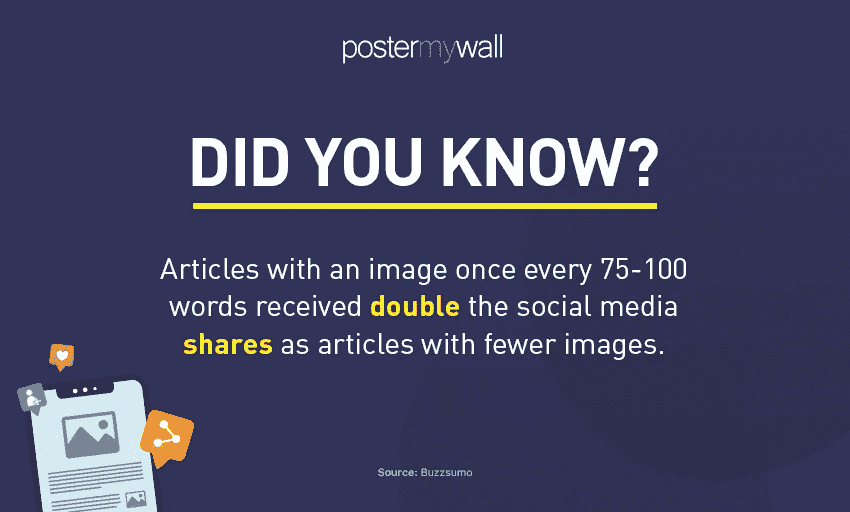 postermywall
DID YOU KNOW?
Articles with an image once every 75-100
words received double the social media
shares as articles with fewer images.
Source: Buzzsumo